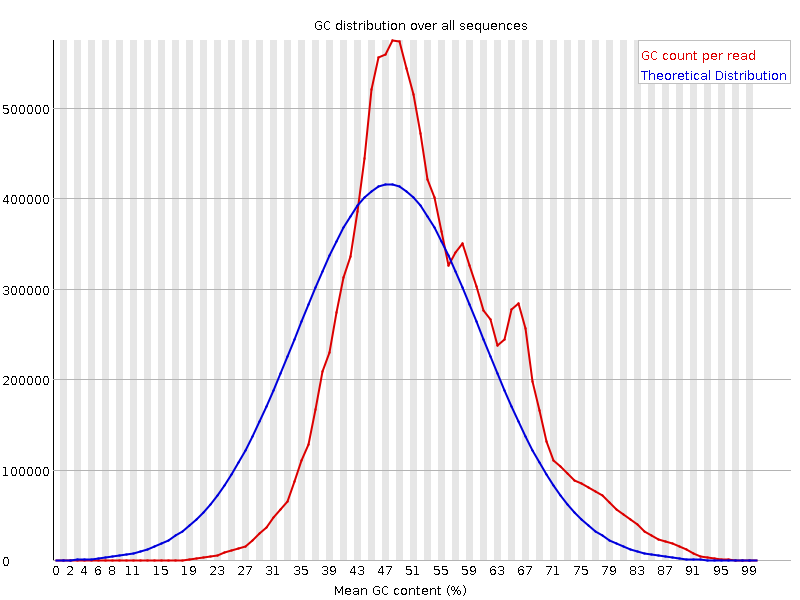 GC distribution over all sequences
GC count per read
Theoretical Distribution
500000
400000
300000
200000
100000
0
0 2 4 6 8 11 15 19 23 27 31 35 39 43 47 51 55 59 63 67 71 75 79 83 87 91 95 99
Mean GC content (%)